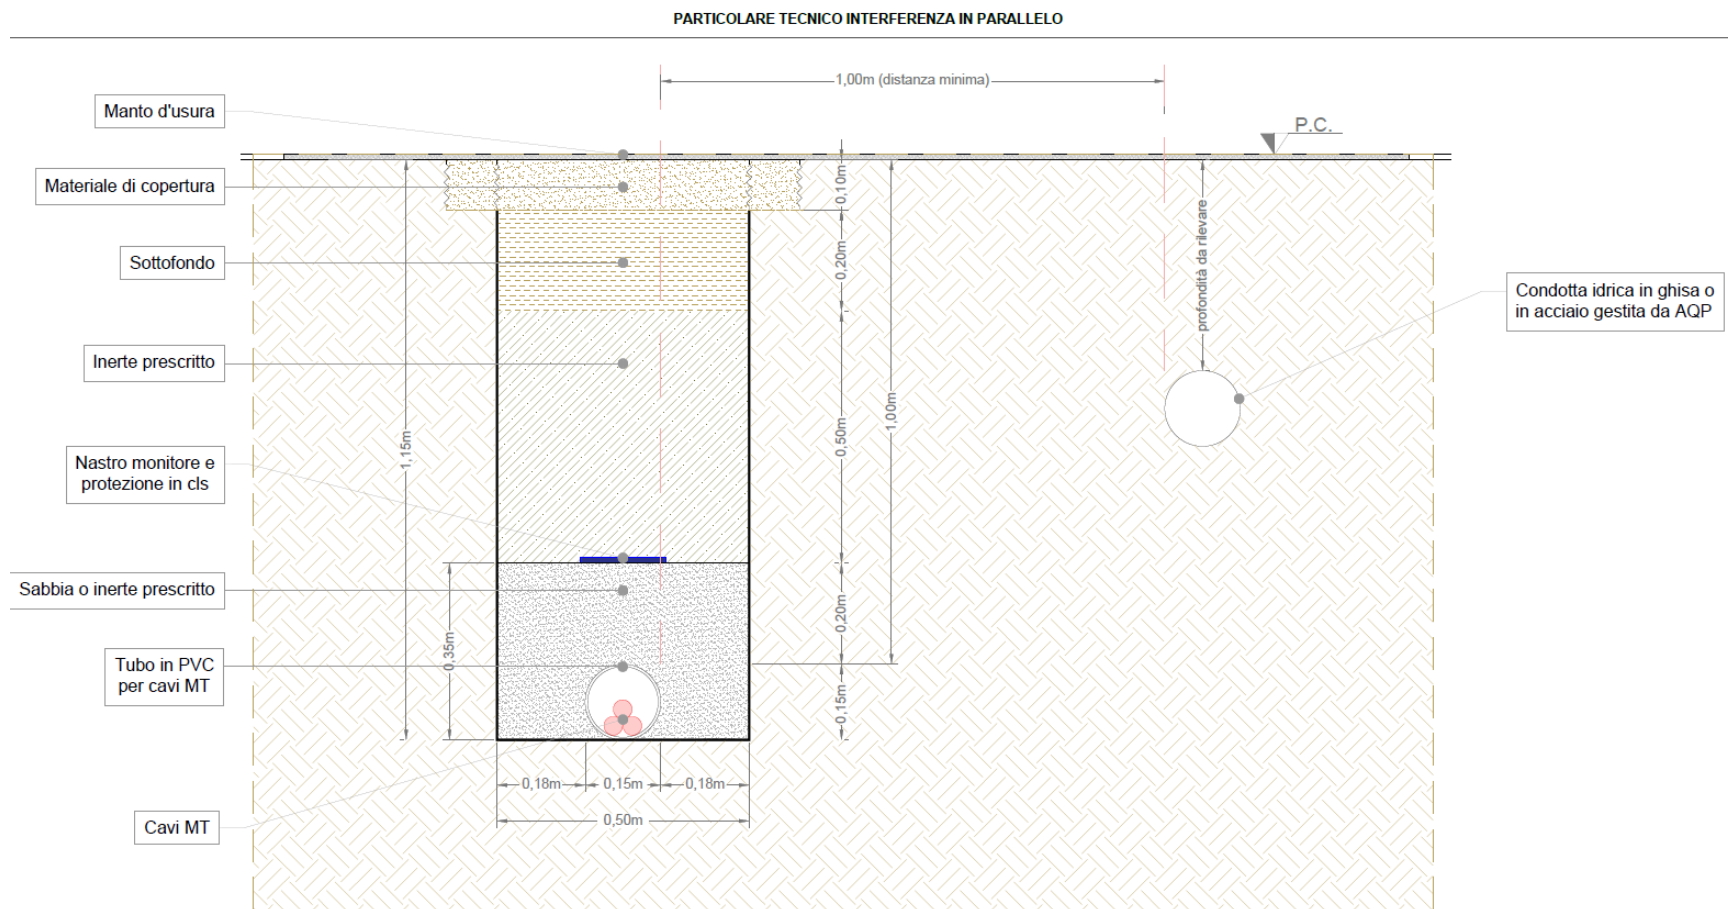 PARTICOLARE TECNICO INTERFERENZA IN PARALLELO
1,00m (distanza minima)
Manto d'usura
P.C.
Materiale di copertura
0,10m
Sottofondo
0,20m
profondità da rilevare
Condotta idrica in ghisa o
in acciaio gestita da AQP
Inerte prescritto
1,15m
0,50m
1,00m
Nastro monitore e
protezione in cls
Sabbia o inerte prescritto
0,20m
0,35m
Tubo in PVC
per cavi MT
0,15m
0,18m
0,15m
0,18m
0,50m
Cavi MT